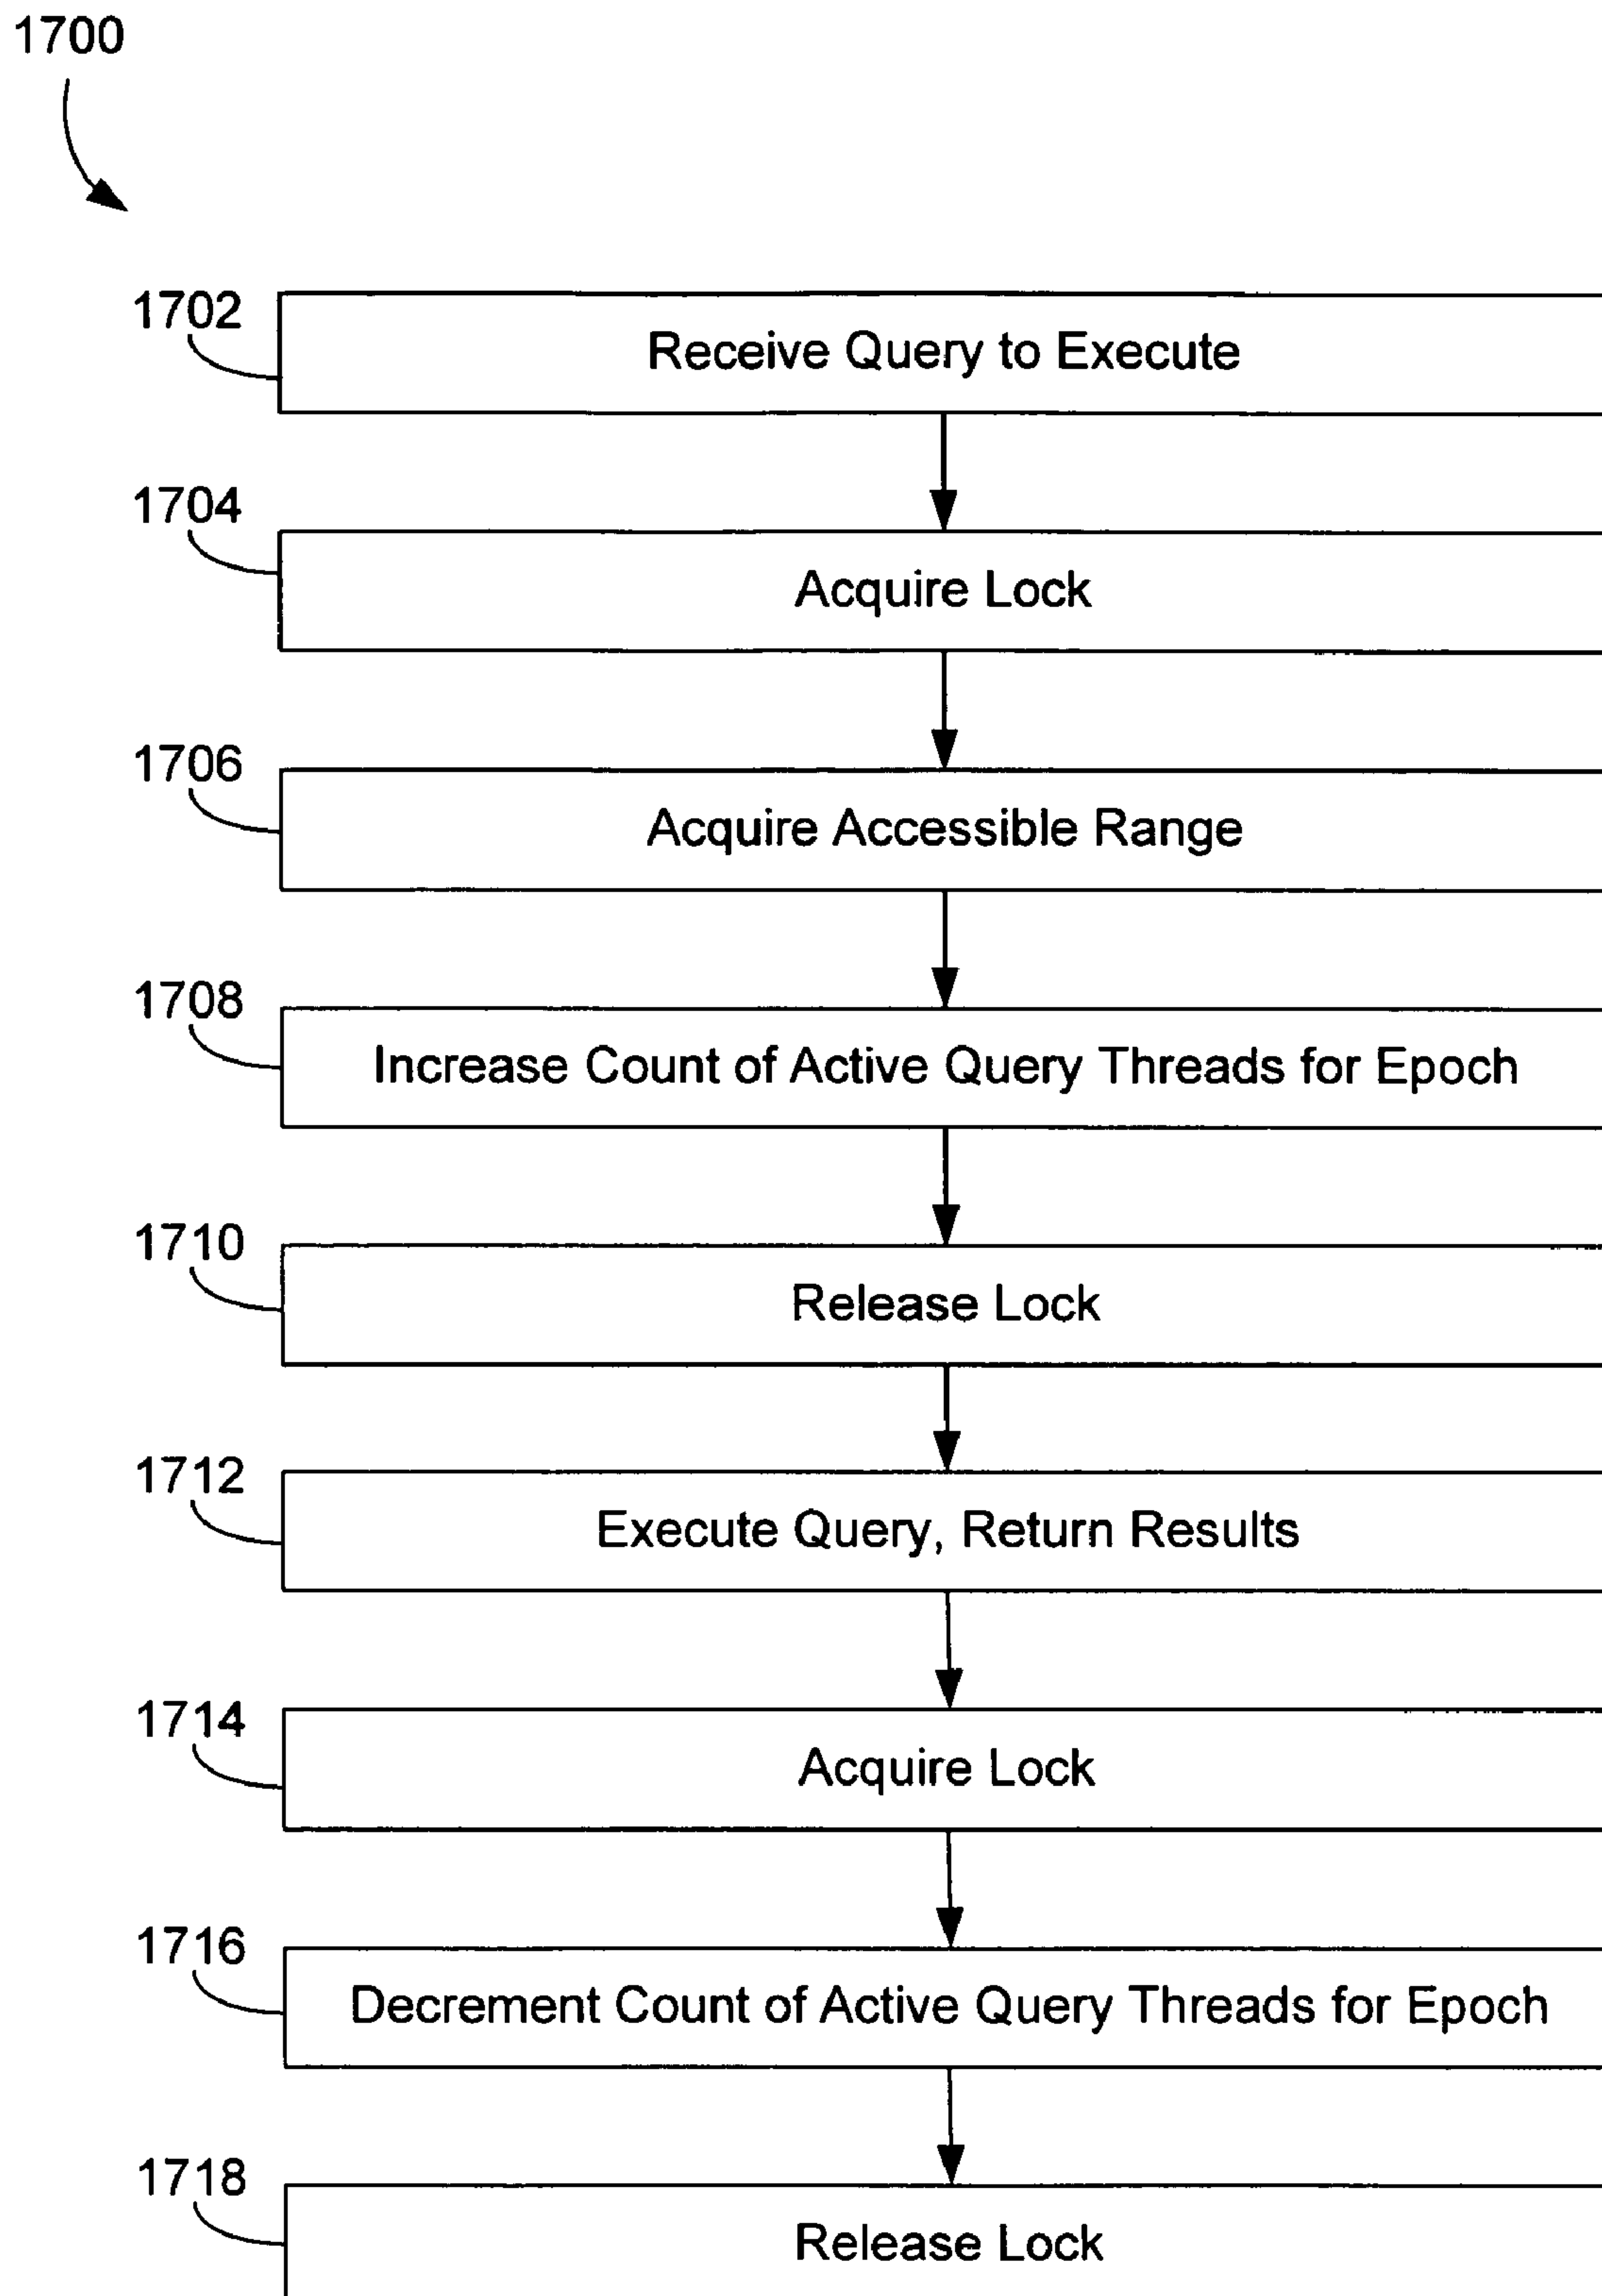 1700
1702
Receive Query to Execute
1704
Acquire Lock
1706
Acquire Accessible Range
1708
Increase Count of Active Query Threads for Epoch
1710
Release Lock
1712
Execute Query, Return Results
1714
Acquire Lock
1716
Decrement Count of Active Query Threads for Epoch
1718
Release Lock